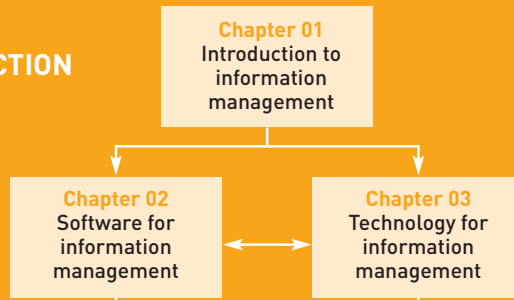 CTION
Chapter 01
Introduction to
information
management
Chapter 02
Software for
information
management
Chapter 03
Technology for
information
management